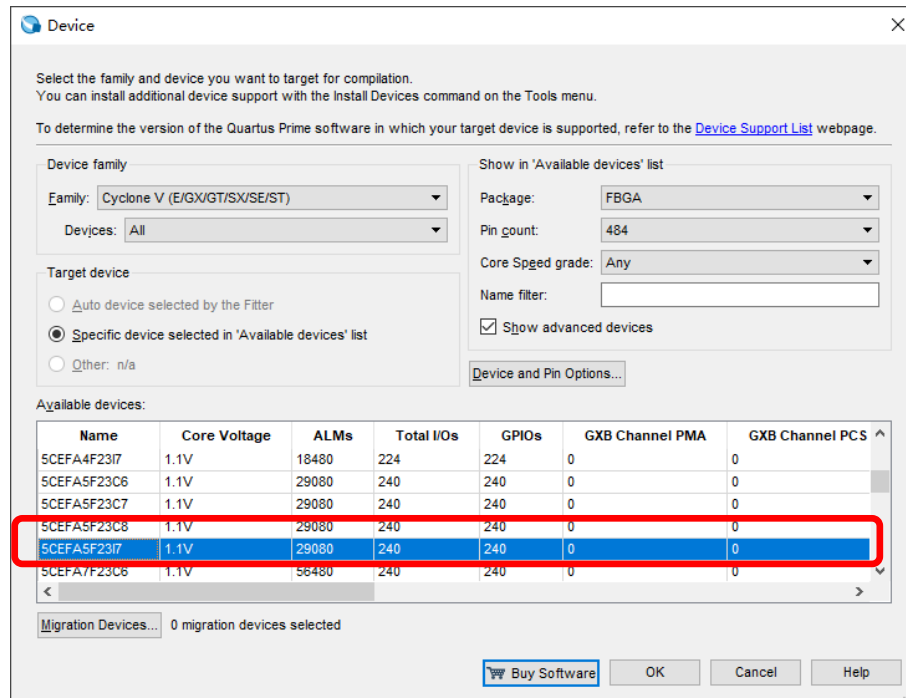 Device
Select the family and device you want to target for compilation.
You can install additional device support with the Install Devices command on the Tools menu.
To determine the version of the Quartus Prime software in which your target device is supported, refer to the Device Support List webpage.
Device family
Family: Cyclone V (E/GX/GT/SX/SE/ST)
Devices: All
Target device
Auto device selected by the Fitter
Specific device selected in 'Available devices' list
Other: n/a
Show in 'Available devices' list
Package: FBGA
Pin count: 484
Core Speed grade: Any
Name filter:
Show advanced devices
Device and Pin Options...
Available devices:
Name Core Voltage ALMs Total I/Os GPIOs GXB Channel PMA GXB Channel PCS
5CEFA4F23I7 1.1V 18480 224 224 0 0
5CEFA5F23C6 1.1V 29080 240 240 0 0
5CEFA5F23C7 1.1V 29080 240 240 0 0
5CEFA5F23C8 1.1V 29080 240 240 0 0
5CEFA5F23I7 1.1V 29080 240 240 0 0
5CEFA7F23C6 1.1V 56480 240 240 0 0
Migration Devices... 0 migration devices selected
Buy Software OK Cancel Help